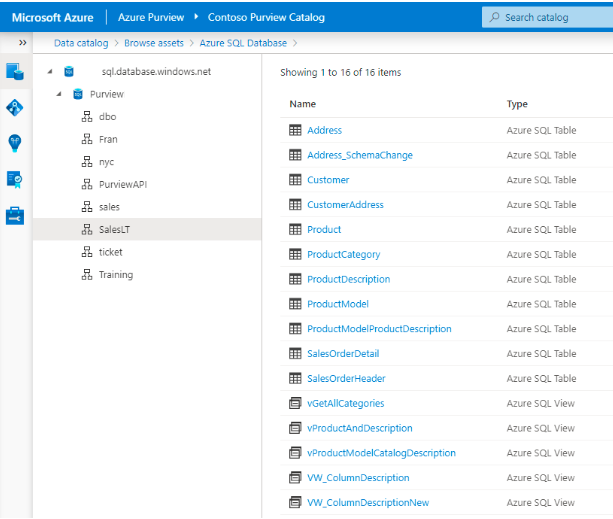 Microsoft Azure Azure Purview Contoso Purview Catalog Search catalog
Data catalog Browse assets Azure SQL Database
sql.database.windows.net
Purview
dbo
Fran
nyc
PurviewAPI
sales
SalesLT
ticket
Training
Showing 1 to 16 of 16 items
Name Type
Address Azure SQL Table
Address_SchemaChange Azure SQL Table
Customer Azure SQL Table
CustomerAddress Azure SQL Table
Product Azure SQL Table
ProductCategory Azure SQL Table
ProductDescription Azure SQL Table
ProductModel Azure SQL Table
ProductModelProductDescription Azure SQL Table
SalesOrderDetail Azure SQL Table
SalesOrderHeader Azure SQL Table
vGetAllCategories Azure SQL View
vProductAndDescription Azure SQL View
vProductModelCatalogDescription Azure SQL View
VW_ColumnDescription Azure SQL View
VW_ColumnDescriptionNew Azure SQL View